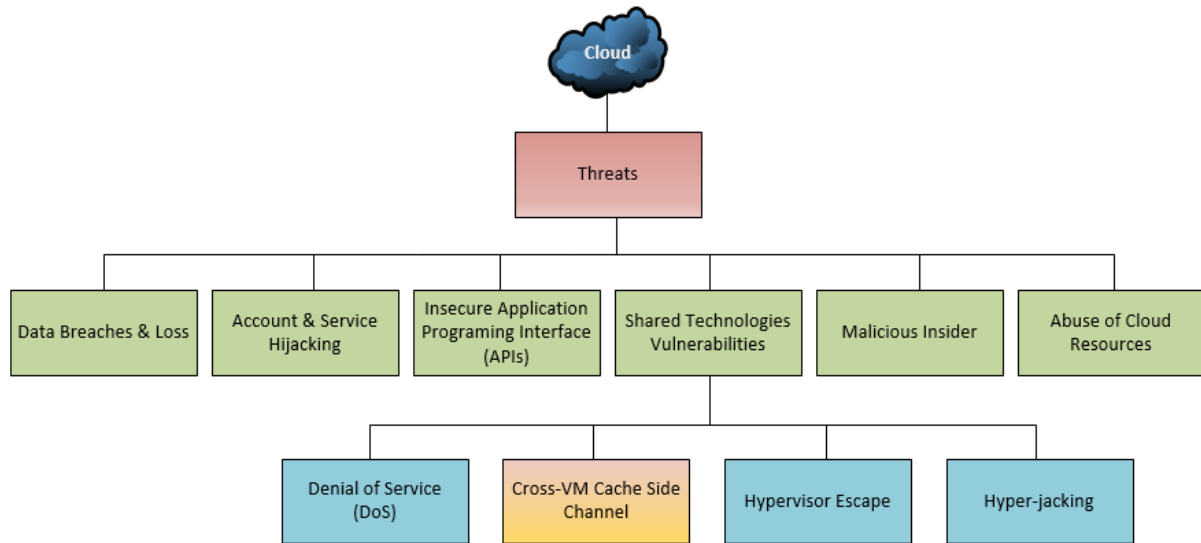 Cloud
Threats
Data Breaches & Loss
Account & Service
Hijacking
Insecure Application
Programing Interface
(APIs)
Shared Technologies
Vulnerabilities
Malicious Insider
Abuse of Cloud
Resources
Denial of Service
(DoS)
Cross-VM Cache Side
Channel
Hypervisor Escape
Hyper-jacking